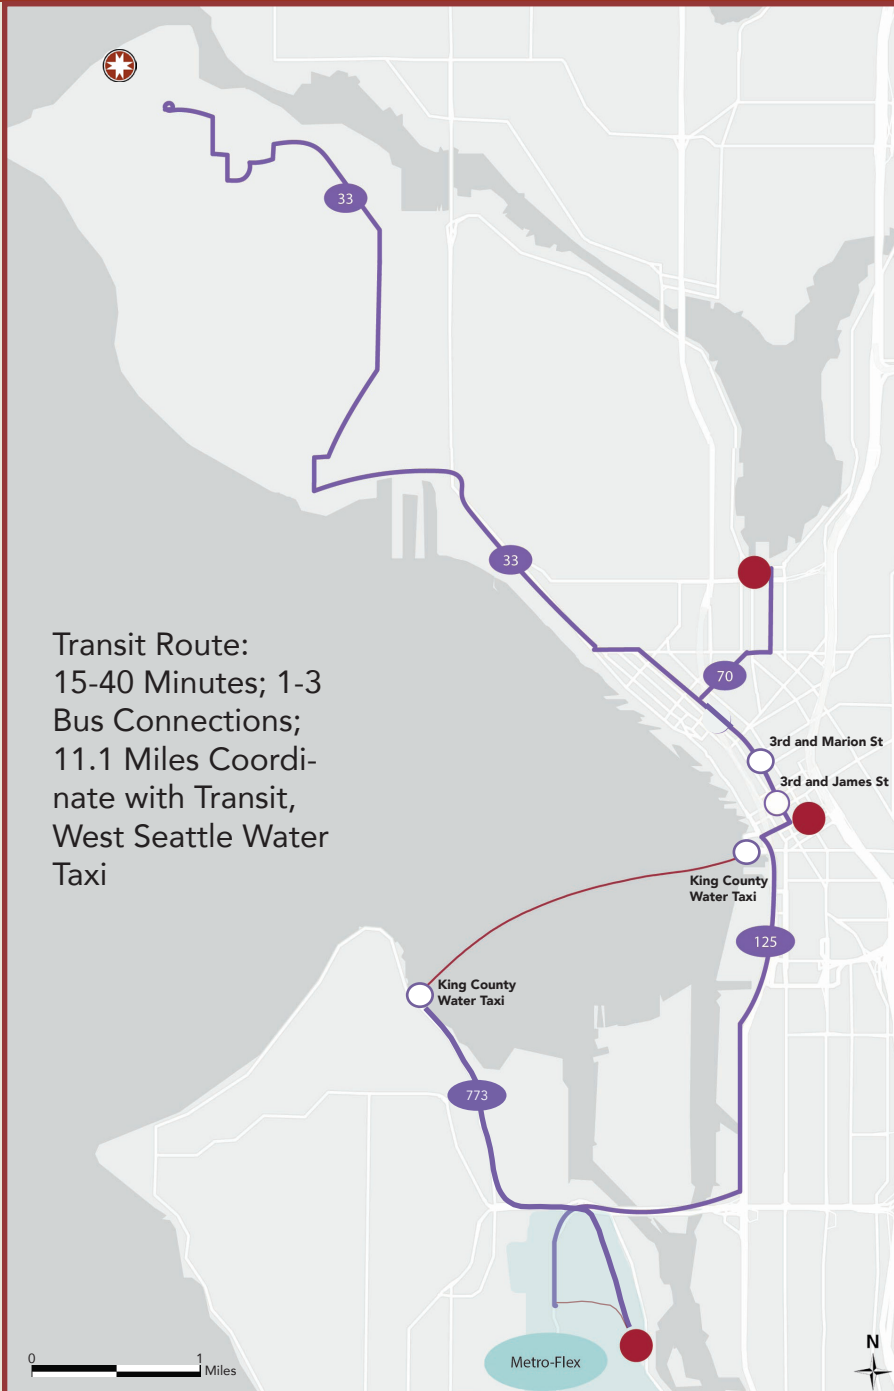 33
33
70
Transit Route:
15-40 Minutes; 1-3
Bus Connections;
11.1 Miles Coordi-
nate with Transit,
West Seattle Water
Taxi
3rd and Marion St
3rd and James St
King County
Water Taxi
125
King County
Water Taxi
773
Metro-Flex
0
1
Miles
N